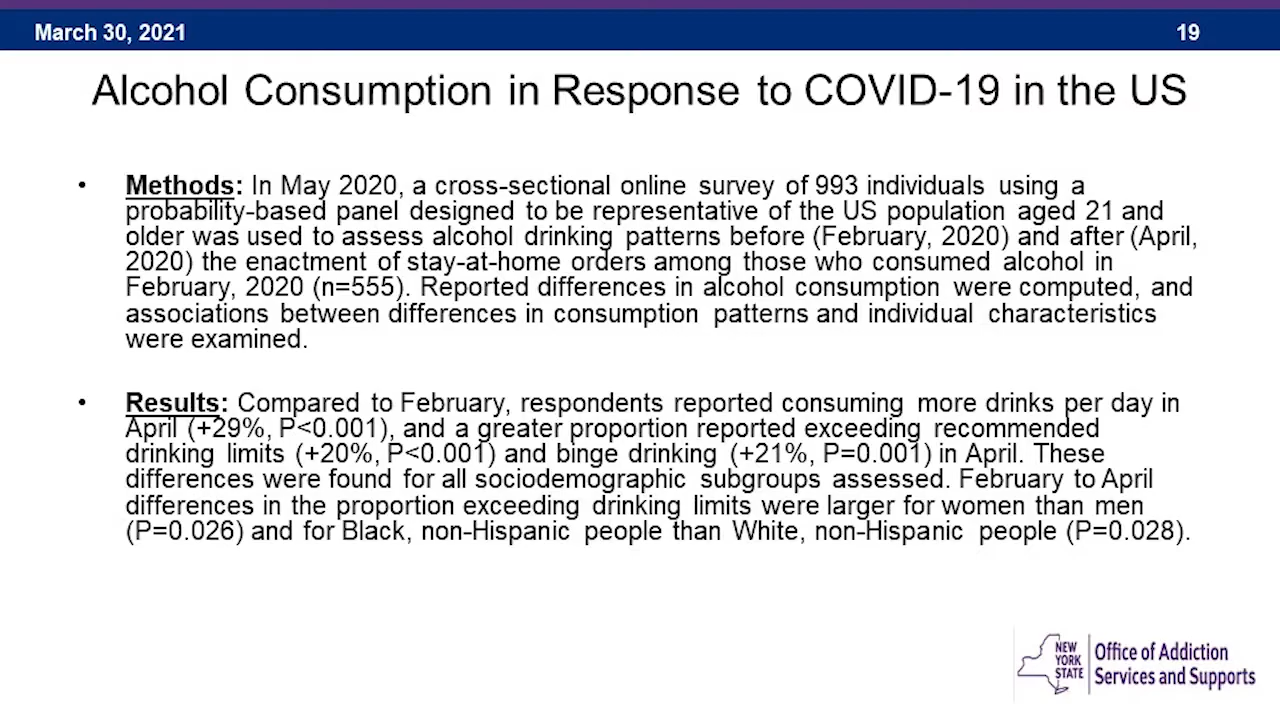 March 30, 2021
19
Alcohol Consumption in Response to COVID-19 in the US
• Methods: In May 2020, a cross-sectional online survey of 993 individuals using a
probability-based panel designed to be representative of the US population aged 21 and
older was used to assess alcohol drinking patterns before (February, 2020) and after (April,
2020) the enactment of stay-at-home orders among those who consumed alcohol in
February, 2020 (n=555). Reported differences in alcohol consumption were computed, and
associations between differences in consumption patterns and individual characteristics
were examined.
• Results: Compared to February, respondents reported consuming more drinks per day in
April (+29%, P<0.001), and a greater proportion reported exceeding recommended
drinking limits (+20%, P<0.001) and binge drinking (+21%, P=0.001) in April. These
differences were found for all sociodemographic subgroups assessed. February to April
differences in the proportion exceeding drinking limits were larger for women than men
(P=0.026) and for Black, non-Hispanic people than White, non-Hispanic people (P=0.028).
NEW
YORK
STATE
Office of Addiction
Services and Supports